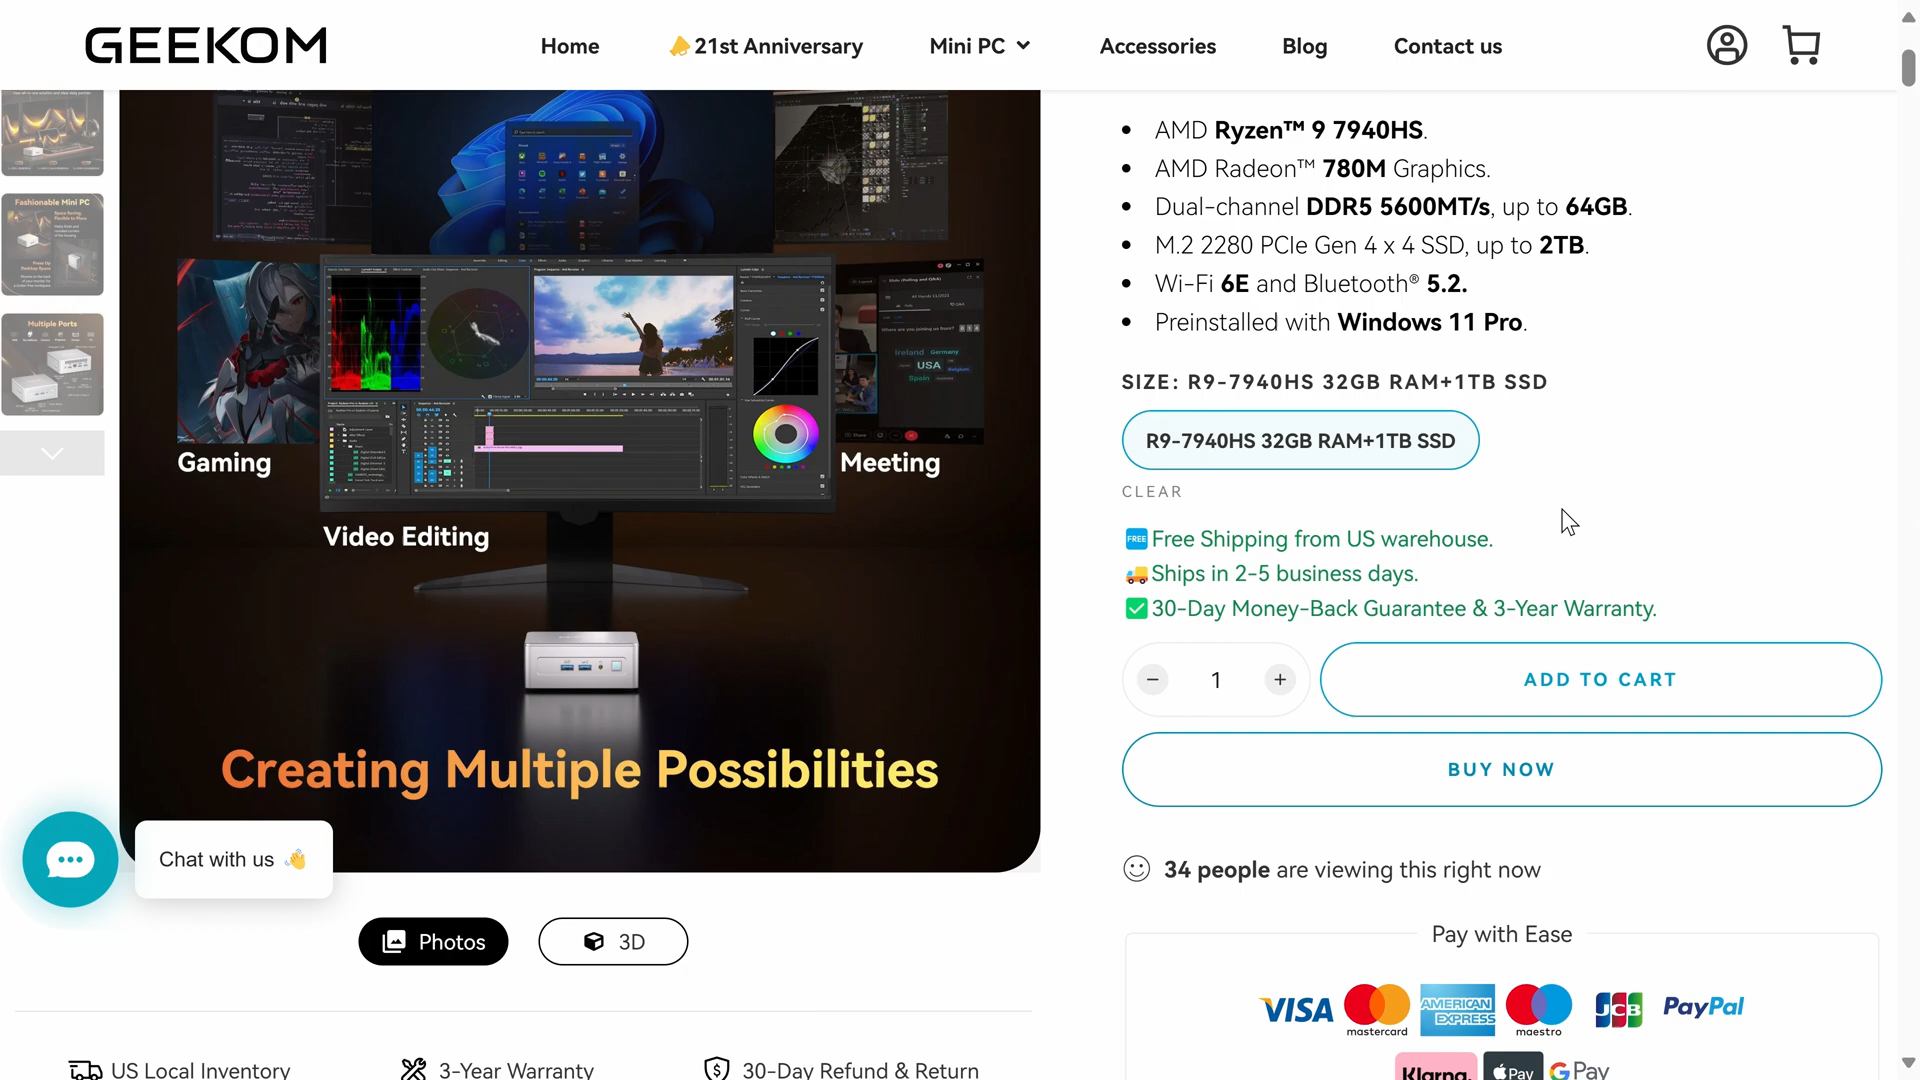 GEEKOM
Home
21st Anniversary
Mini PC
Accessories
Blog
Contact us
Fashionable Mini PC
Multiple Ports
Gaming
Meeting
Video Editing
Ireland Germany
USA
Spain
Creating Multiple Possibilities
Chat with us
Photos
3D
US Local Inventory
3-Year Warranty
30-Day Refund & Return
AMD Ryzen™ 9 7940HS.
AMD Radeon™ 780M Graphics.
Dual-channel DDR5 5600MT/s, up to 64GB.
M.2 2280 PCIe Gen 4 x 4 SSD, up to 2TB.
Wi-Fi 6E and Bluetooth® 5.2.
Preinstalled with Windows 11 Pro.
SIZE: R9-7940HS 32GB RAM+1TB SSD
R9-7940HS 32GB RAM+1TB SSD
CLEAR
FREE Free Shipping from US warehouse.
Ships in 2-5 business days.
30-Day Money-Back Guarantee & 3-Year Warranty.
− 1 +
ADD TO CART
BUY NOW
34 people are viewing this right now
Pay with Ease
VISA
mastercard
AMERICAN EXPRESS
maestro
JCB
PayPal
Klarna.
Pay
G Pay